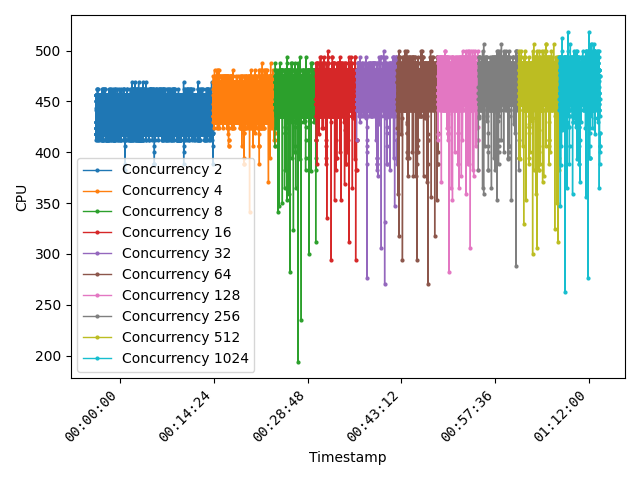 500
450
400
350
300
250
200
CPU
Concurrency 2
Concurrency 4
Concurrency 8
Concurrency 16
Concurrency 32
Concurrency 64
Concurrency 128
Concurrency 256
Concurrency 512
Concurrency 1024
00:00:00
00:14:24
00:28:48
00:43:12
00:57:36
01:12:00
Timestamp